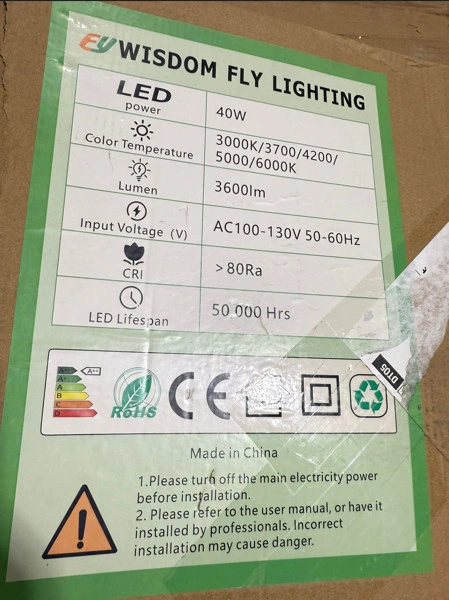 EY WISDOM FLY LIGHTING
LED
power
40W
Color Temperature
3000K/3700/4200/
5000/6000K
Lumen
3600lm
Input Voltage (V)
AC100-130V 50-60Hz
CRI
>80Ra
LED Lifespan
50 000 Hrs
A++
A+
A
B
C
D
A++
RoHS
CE
DT05
Made in China
1.Please turn off the main electricity power
before installation.
2. Please refer to the user manual, or have it
installed by professionals. Incorrect
installation may cause danger.